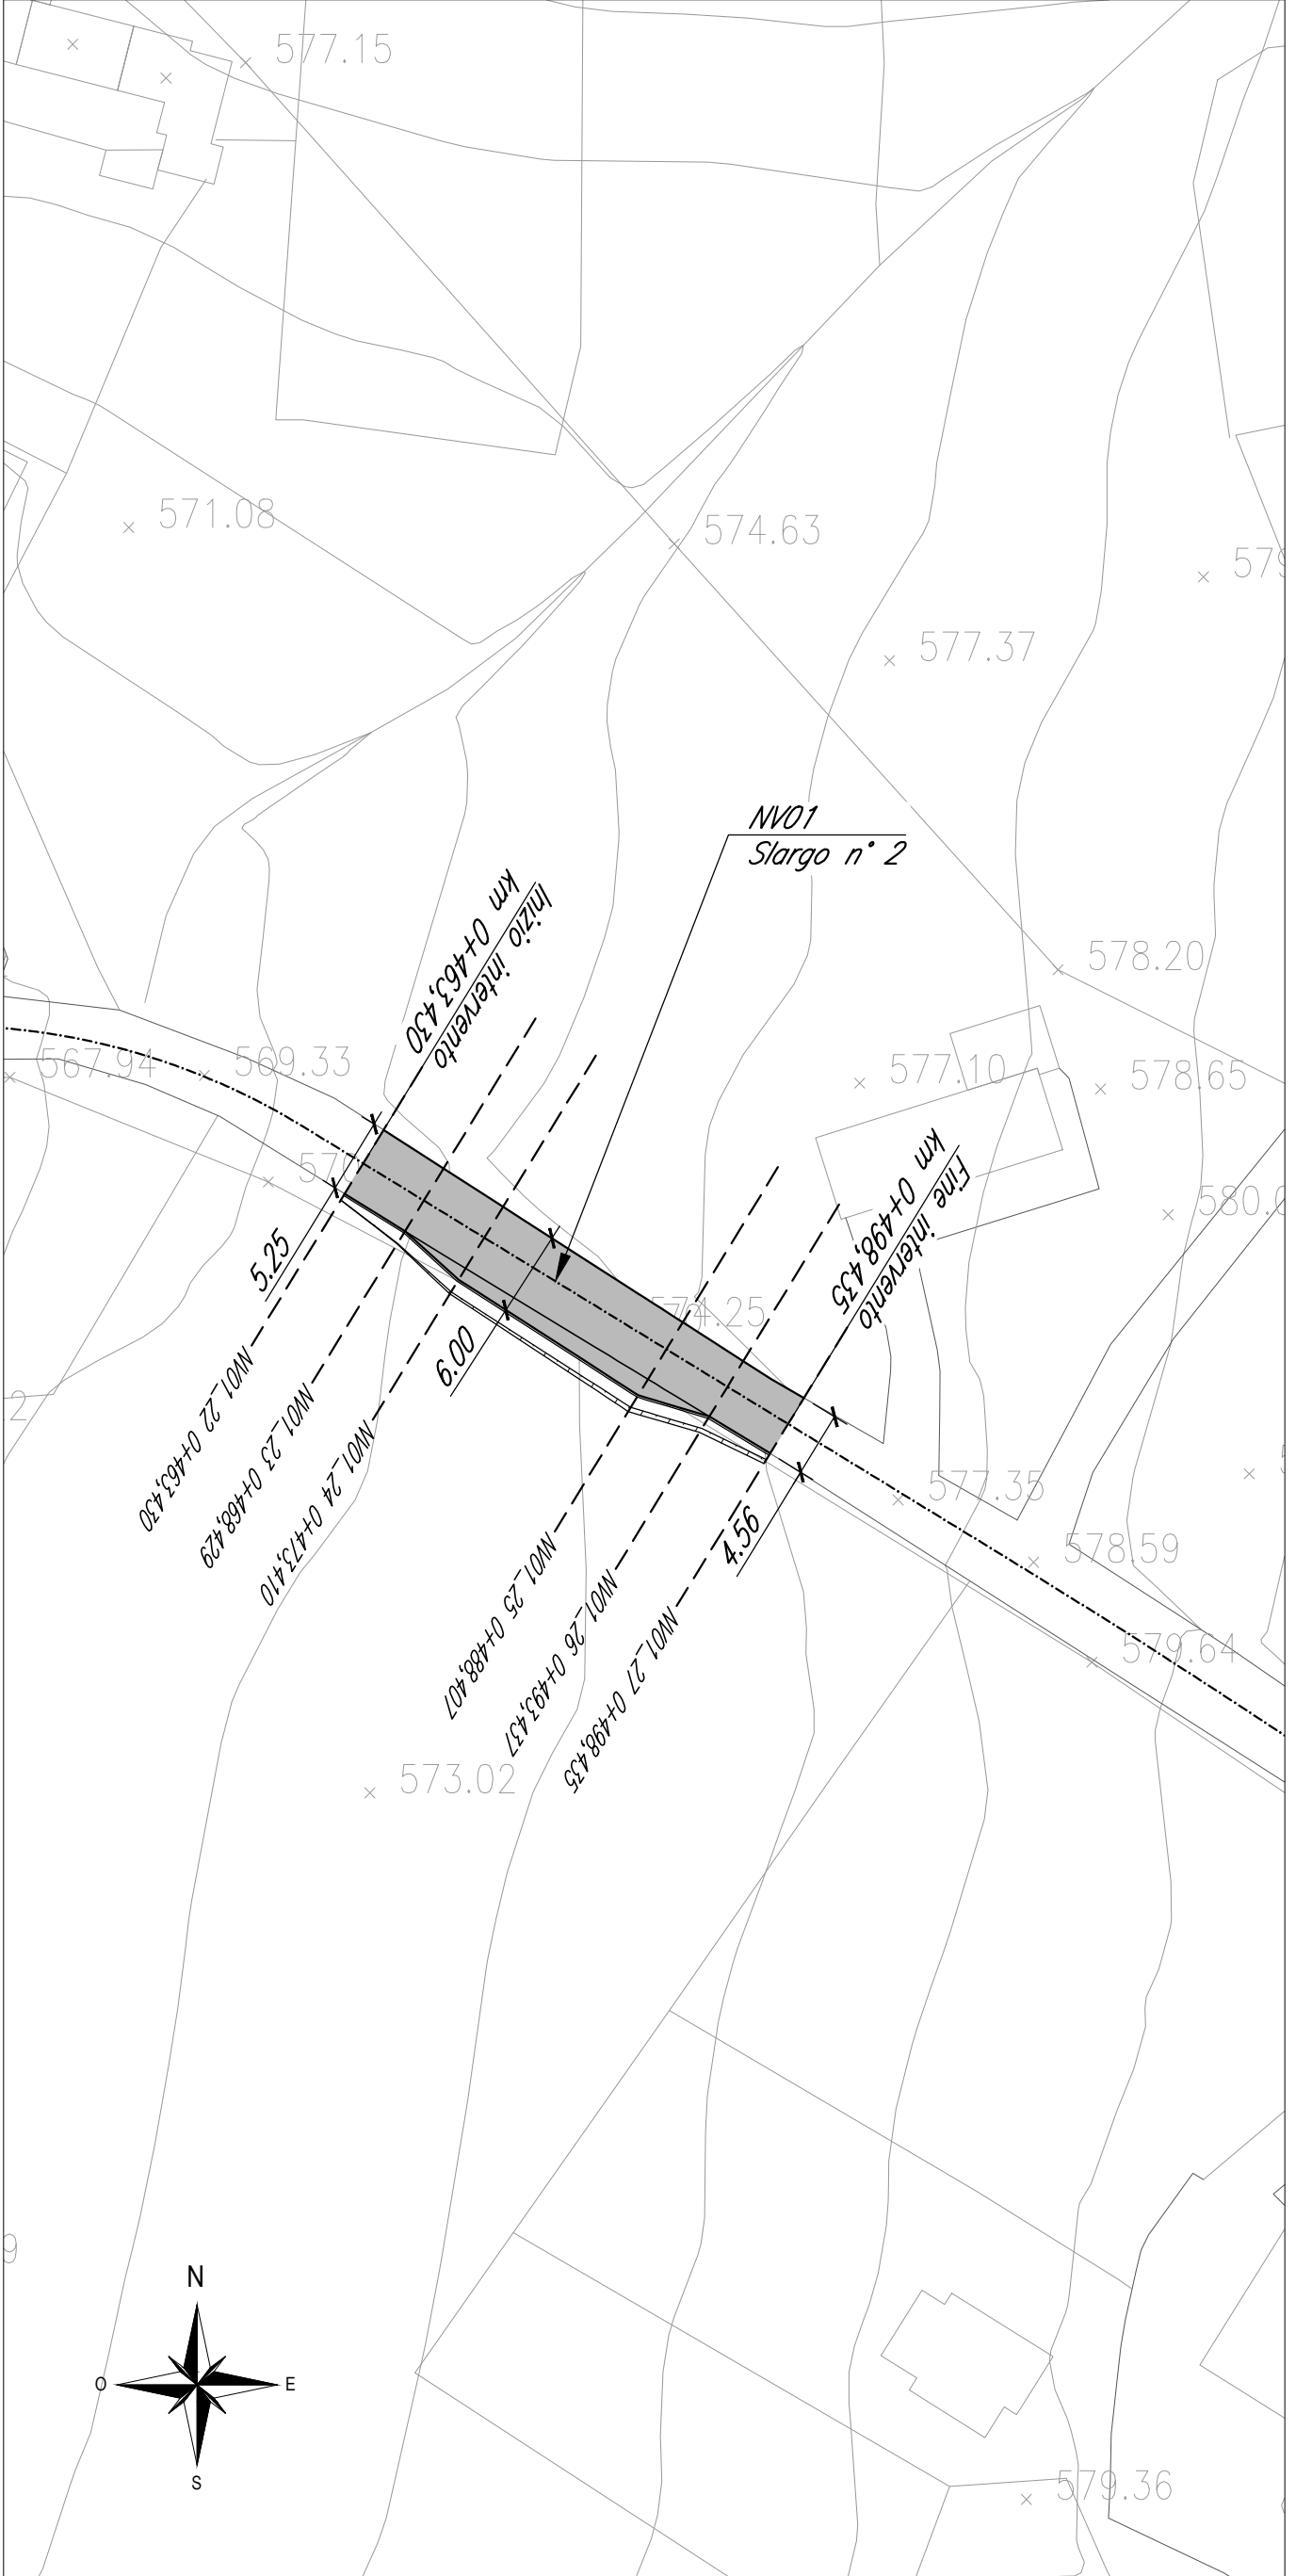 577.15
571.08
574.63
577.37
NV01
Slargo n° 2
km 0+463,430
Inizio intervento
578.20
567.94
569.33
577.10
578.65
km 0+498,435
Fine intervento
5.25
6.00
574.25
4.56
577.35
578.59
579.64
NV01_22 0+463,430
NV01_23 0+468,429
NV01_24 0+473,410
NV01_25 0+488,407
NV01_26 0+493,437
NV01_27 0+498,435
573.02
N
O
E
S
579.36